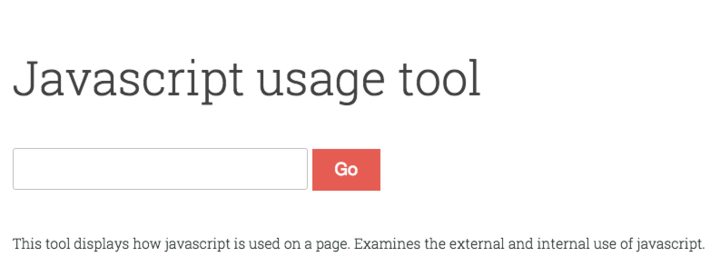 Javascript usage tool
Go
This tool displays how javascript is used on a page. Examines the external and internal use of javascript.